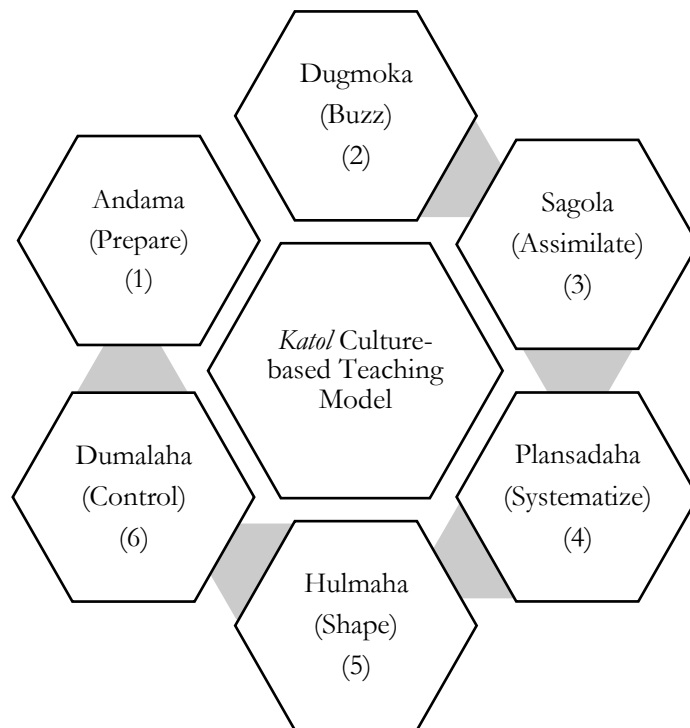 Dugmoka
(Buzz)
(2)
Andama
(Prepare)
(1)
Sagola
(Assimilate)
(3)
Katol Culture-
based Teaching
Model
Dumalaha
(Control)
(6)
Plansadaha
(Systematize)
(4)
Hulmaha
(Shape)
(5)